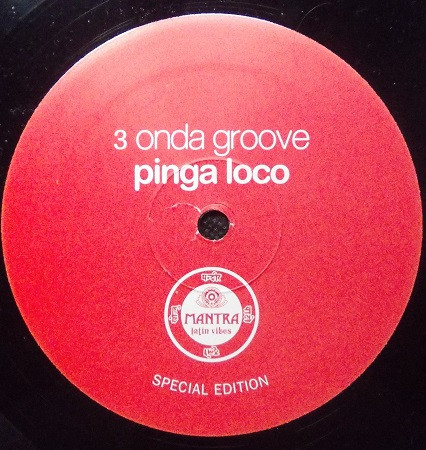 3 onda groove
pinga loco
MANTRA
latin vibes
SPECIAL EDITION